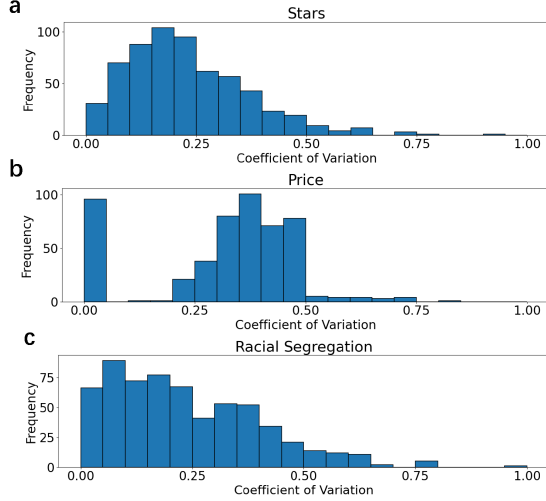 a
Stars
100
50
0
Frequency
0.00 0.25 0.50 0.75 1.00
Coefficient of Variation
b
Price
100
50
0
Frequency
0.00 0.25 0.50 0.75 1.00
Coefficient of Variation
c
Racial Segregation
75
50
25
0
Frequency
0.00 0.25 0.50 0.75 1.00
Coefficient of Variation